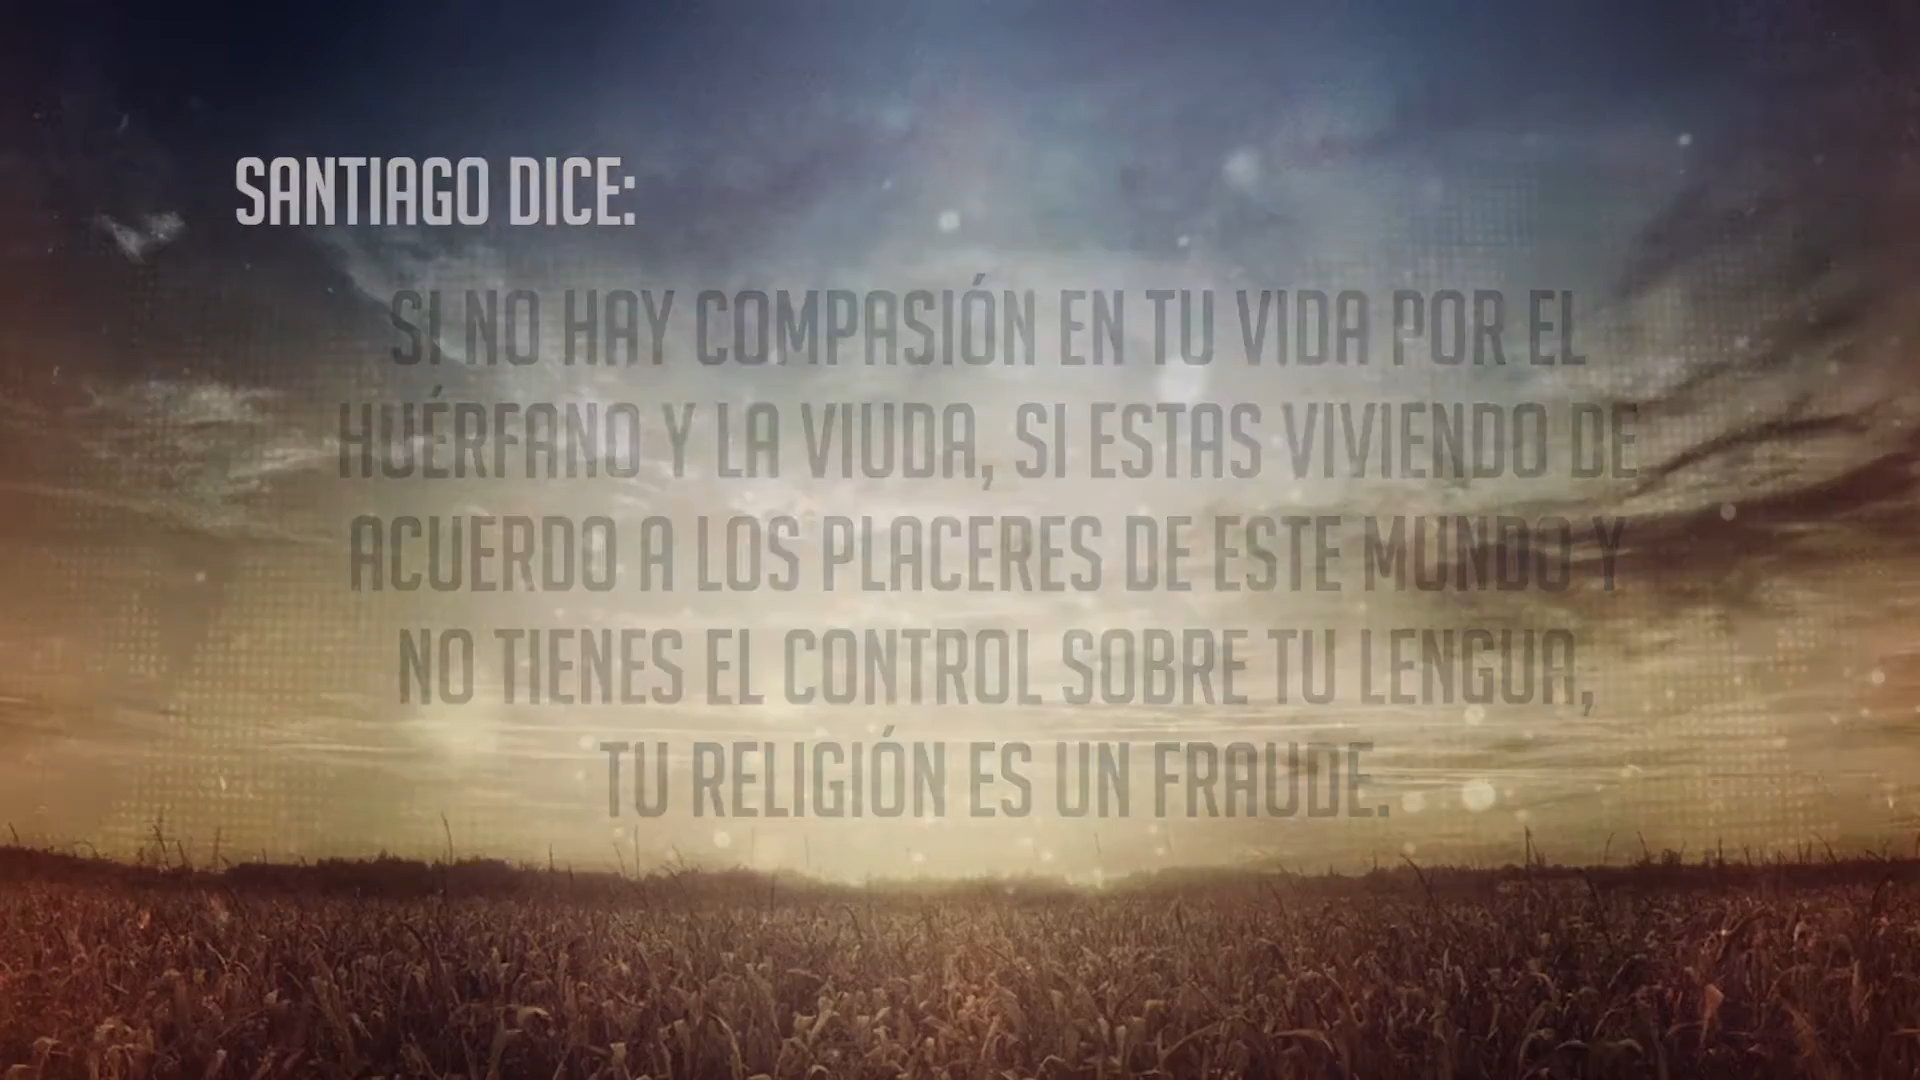 SANTIAGO DICE:
SI NO HAY COMPASIÓN EN TU VIDA POR EL
HUÉRFANO Y LA VIUDA, SI ESTAS VIVIENDO DE
ACUERDO A LOS PLACERES DE ESTE MUNDO Y
NO TIENES EL CONTROL SOBRE TU LENGUA,
TU RELIGIÓN ES UN FRAUDE.